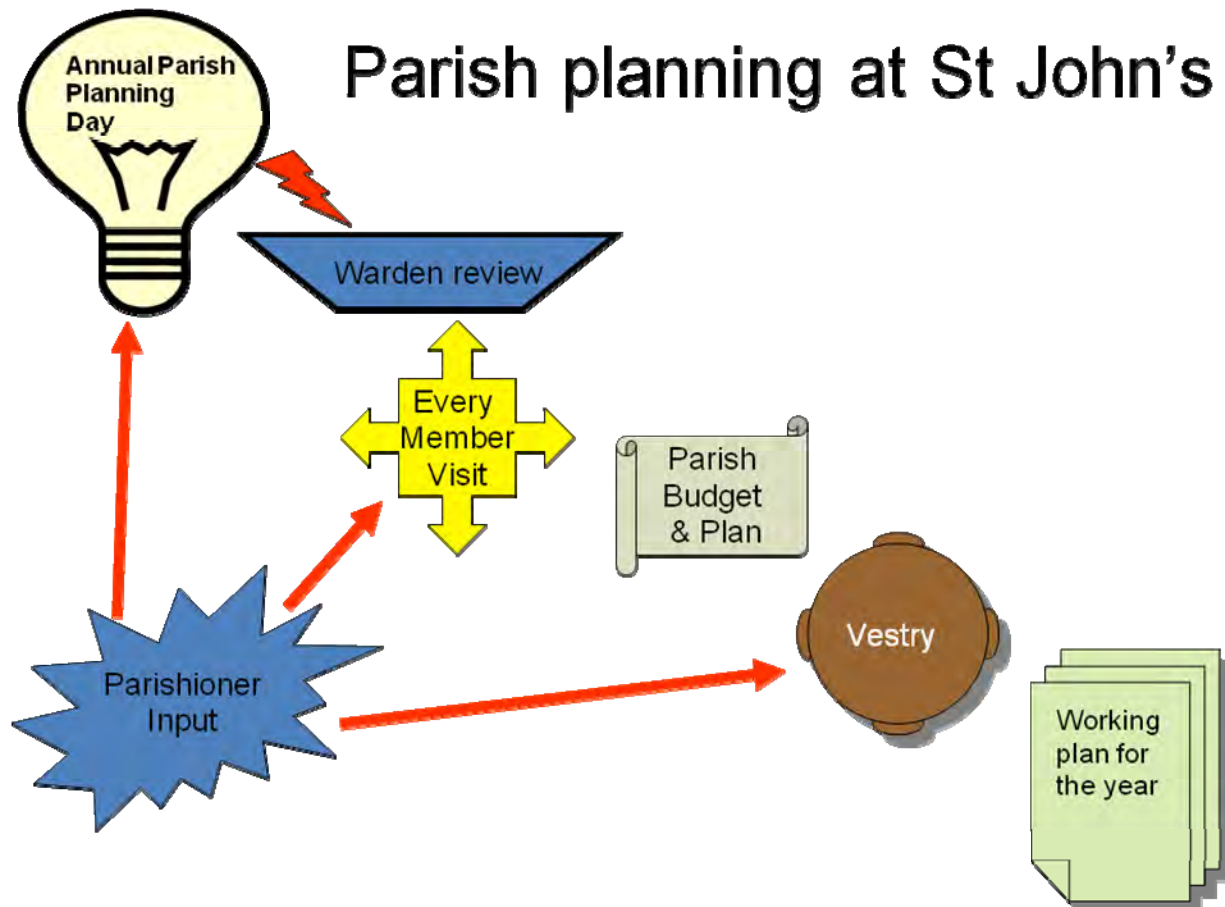 Parish planning at St John's
Annual Parish
Planning
Day
Warden review
Every
Member
Visit
Parish
Budget
& Plan
Vestry
Parishioner
Input
Working
plan for
the year